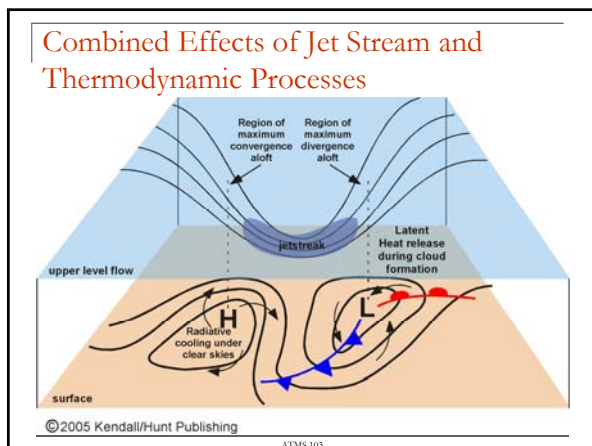 Combined Effects of Jet Stream and
Thermodynamic Processes
Region of
maximum
convergence
aloft
Region of
maximum
divergence
aloft
jetstreak
Latent
Heat release
during cloud
formation
upper level flow
H
Radiative
cooling under
clear skies
L
surface
©2005 Kendall/Hunt Publishing
ATMS 103